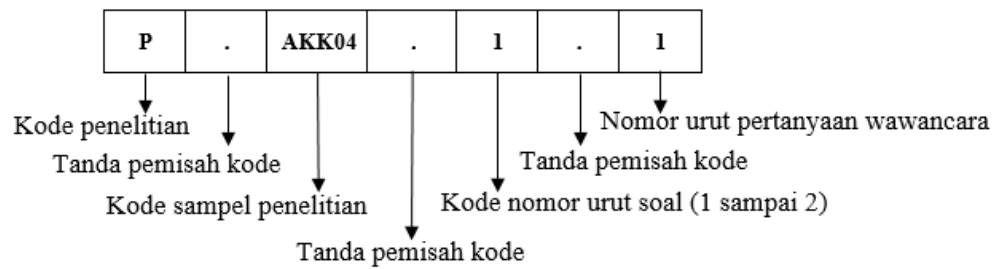 P . AKK04 . 1 . 1
Kode penelitian
Nomor urut pertanyaan wawancara
Tanda pemisah kode
Tanda pemisah kode
Kode sampel penelitian
Kode nomor urut soal (1 sampai 2)
Tanda pemisah kode